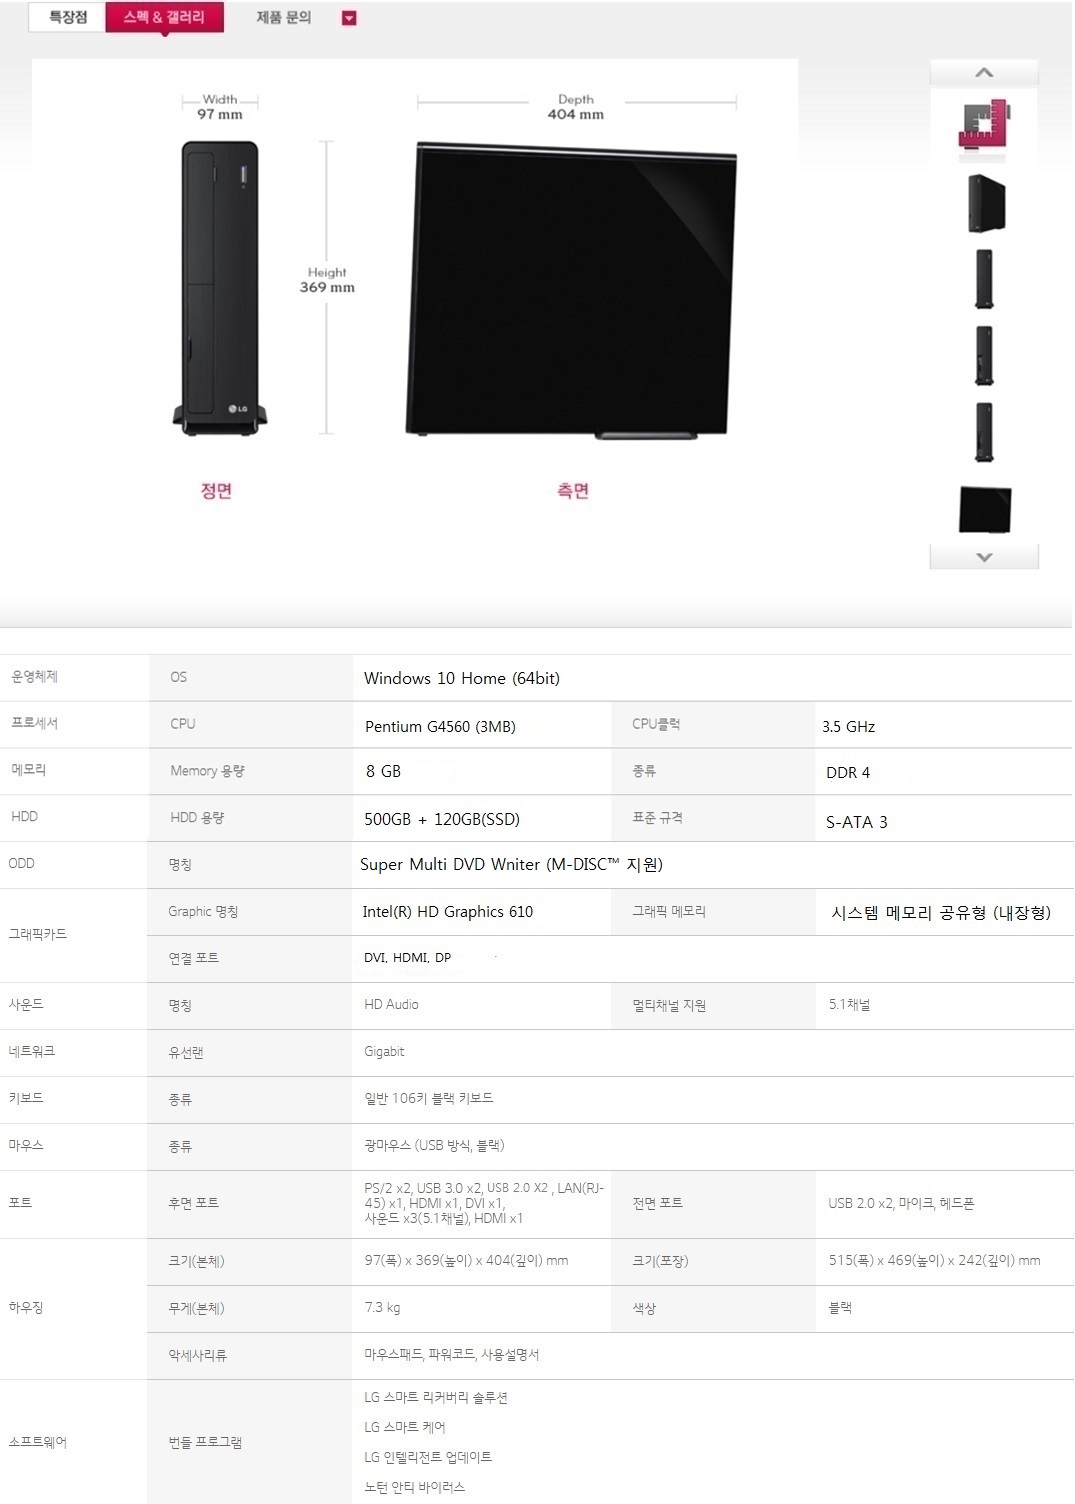 특장점 스펙 & 갤러리 제품 문의
Width
97 mm
Depth
404 mm
Height
369 mm
LG
정면 측면
운영체제 OS Windows 10 Home (64bit)
프로세서 CPU Pentium G4560 (3MB) CPU클럭 3.5 GHz
메모리 Memory 용량 8 GB 종류 DDR 4
HDD HDD 용량 500GB + 120GB(SSD) 표준 규격 S-ATA 3
ODD 명칭 Super Multi DVD Wniter (M-DISC™ 지원)
그래픽카드 Graphic 명칭 Intel(R) HD Graphics 610 그래픽 메모리 시스템 메모리 공유형 (내장형)
연결 포트 DVI, HDMI, DP
사운드 명칭 HD Audio 멀티채널 지원 5.1채널
네트워크 유선랜 Gigabit
키보드 종류 일반 106키 블랙 키보드
마우스 종류 광마우스 (USB 방식, 블랙)
포트 후면 포트 PS/2 x2, USB 3.0 x2, USB 2.0 X2 , LAN(RJ-
45) x1, HDMI x1, DVI x1,
사운드 x3(5.1채널), HDMI x1
전면 포트 USB 2.0 x2, 마이크, 헤드폰
하우징 크기(본체) 97(폭) x 369(높이) x 404(깊이) mm 크기(포장) 515(폭) x 469(높이) x 242(깊이) mm
무게(본체) 7.3 kg 색상 블랙
악세사리류 마우스패드, 파워코드, 사용설명서
소프트웨어 번들 프로그램 LG 스마트 리커버리 솔루션
LG 스마트 케어
LG 인텔리전트 업데이트
노턴 안티 바이러스